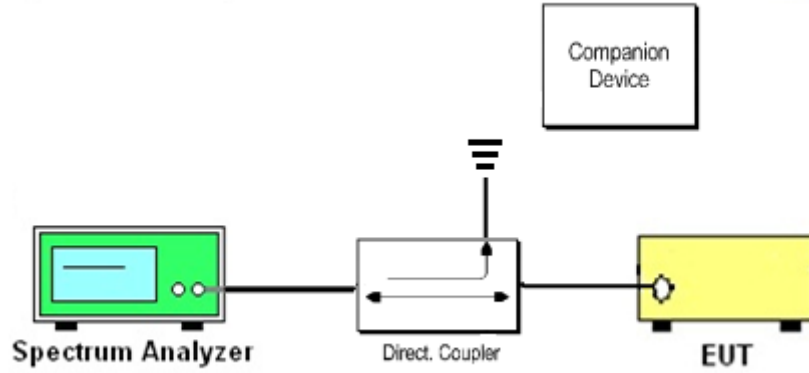 Companion
Device
Spectrum Analyzer
Direct. Coupler
EUT